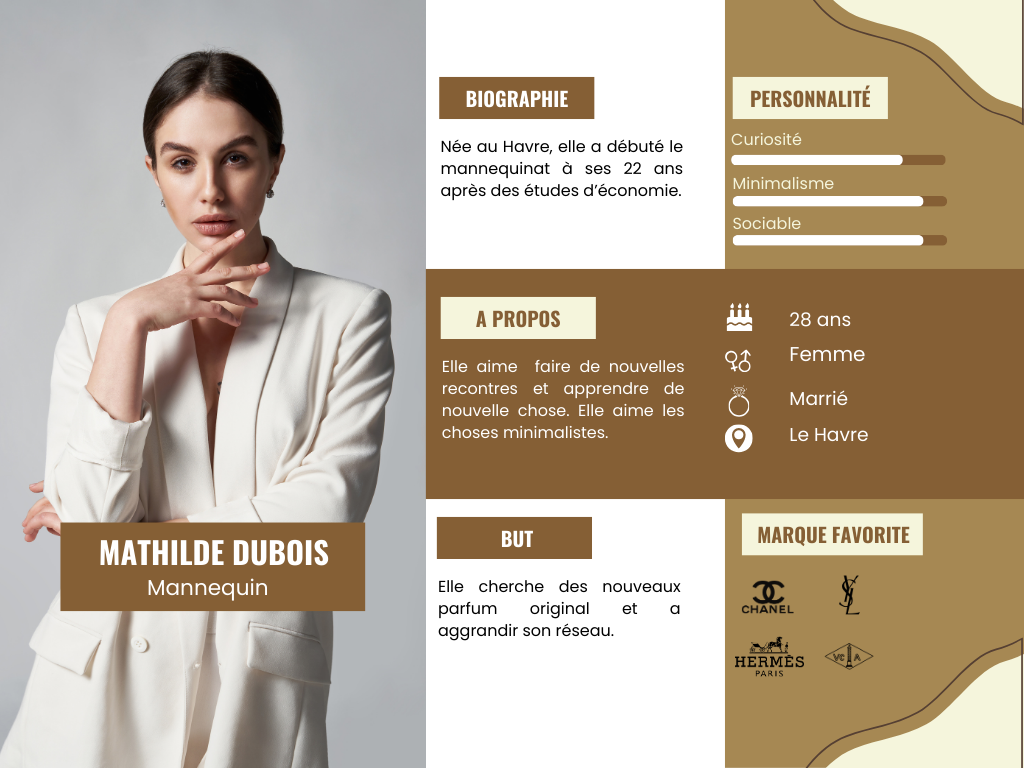 MATHILDE DUBOIS
Mannequin
BIOGRAPHIE
Née au Havre, elle a débuté le
mannequinat à ses 22 ans
après des études d'économie.
PERSONNALITÉ
Curiosité
Minimalisme
Sociable
A PROPOS
Elle aime faire de nouvelles
recontres et apprendre de
nouvelle chose. Elle aime les
choses minimalistes.
28 ans
Femme
Marrié
Le Havre
BUT
Elle cherche des nouveaux
parfum original et a
aggrandir son réseau.
MARQUE FAVORITE
CHANEL
YSL
HERMÈS
PARIS
VC A